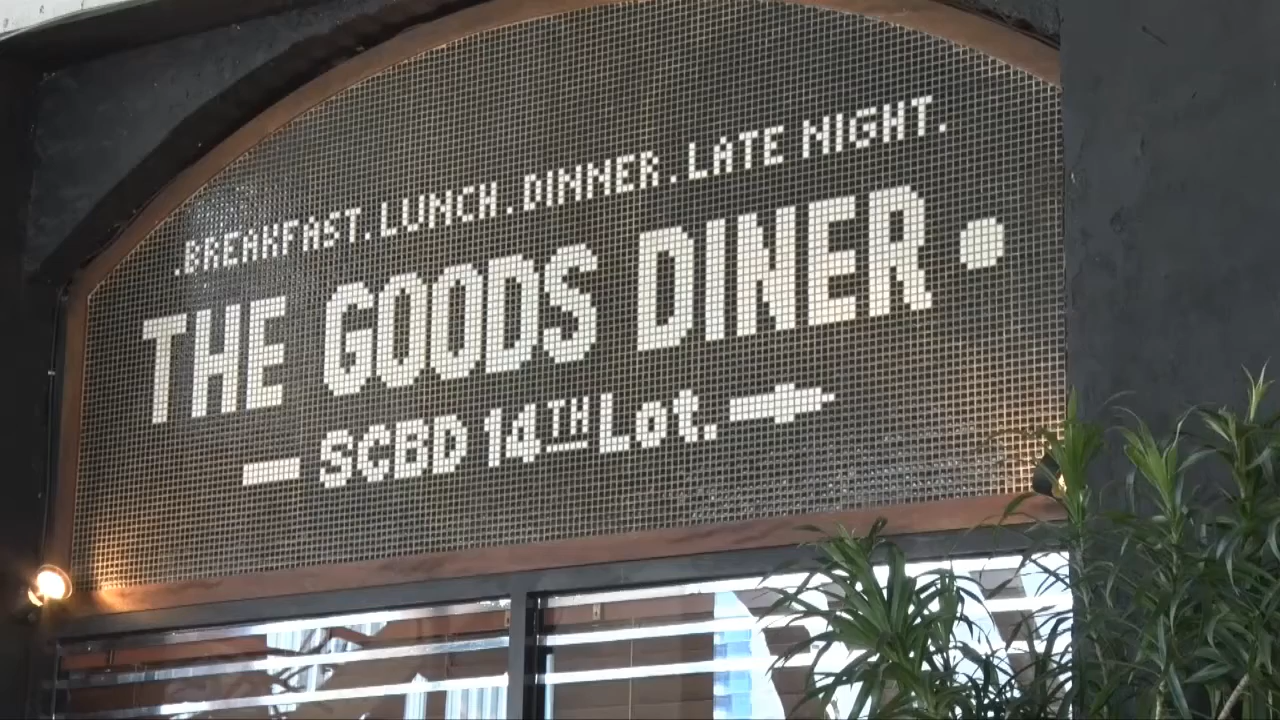 .BREAKFAST.LUNCH.DINNER.LATE NIGHT.
THE GOODS DINER
SCBD 14TH Lot.